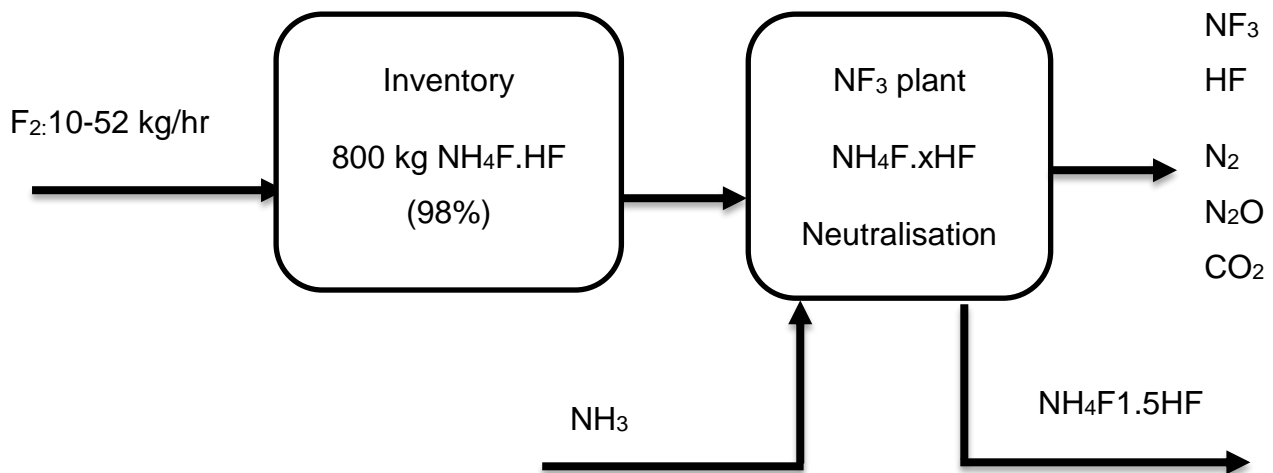 F2:10-52 kg/hr
Inventory
800 kg NH4F.HF
(98%)
NF3 plant
NH4F.xHF
Neutralisation
NF3
HF
N2
N2O
CO2
NH3
NH4F1.5HF